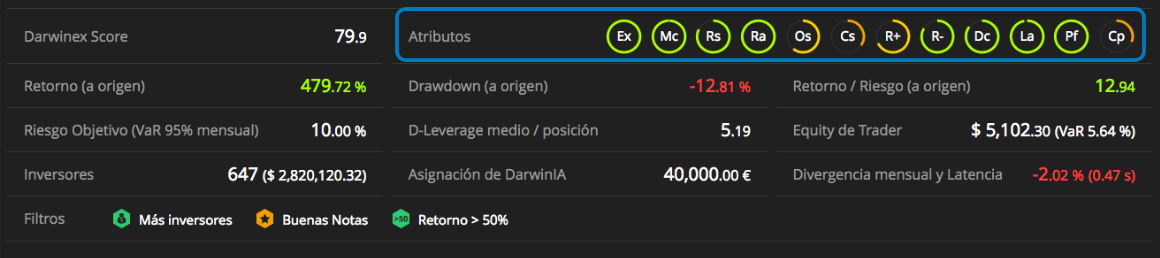 Darwinex Score 79.9 Atributos Ex Mc Rs Ra Os Cs R+ R- Dc La Pf Cp
Retorno (a origen) 479.72 % Drawdown (a origen) -12.81 % Retorno / Riesgo (a origen) 12.94
Riesgo Objetivo (VaR 95% mensual) 10.00 % D-Leverage medio / posición 5.19 Equity de Trader $ 5,102.30 (VaR 5.64 %)
Inversores 647 ($ 2,820,120.32) Asignación de DarwinIA 40,000.00 € Divergencia mensual y Latencia -2.02 % (0.47 s)
Filtros Más inversores Buenas Notas >50 Retorno > 50%